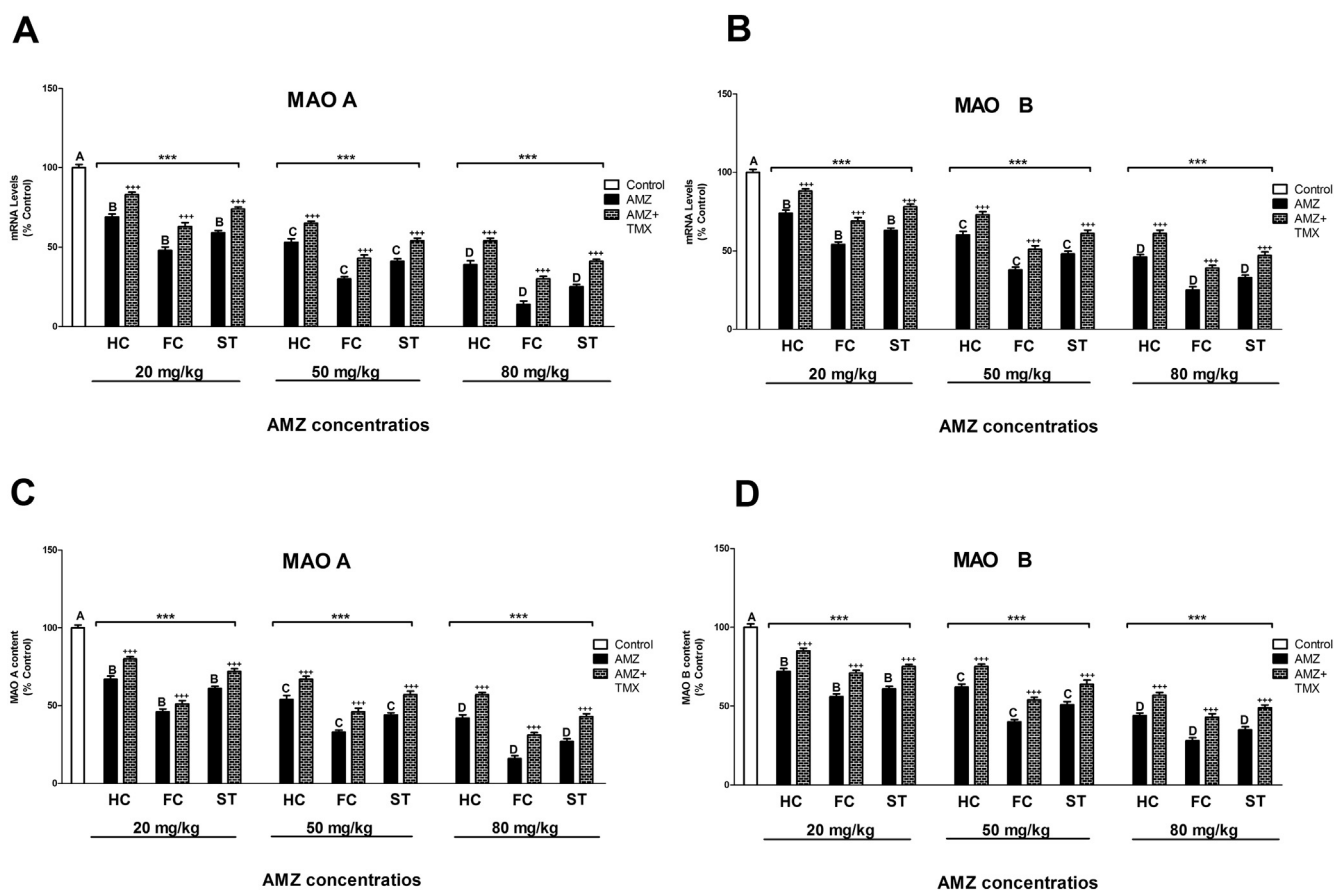 A
MAO A
mRNA Levels
(% Control)
150
100
50
0
A
***
***
***
B
+++
B
+++
B
+++
C
+++
C
+++
C
+++
D
+++
D
+++
D
+++
Control
AMZ
AMZ+
TMX
HC FC ST HC FC ST HC FC ST
20 mg/kg 50 mg/kg 80 mg/kg
AMZ concentratios
B
MAO B
mRNA Levels
(% Control)
150
100
50
0
A
***
***
***
B
+++
B
+++
B
+++
C
+++
C
+++
C
+++
D
+++
D
+++
D
+++
Control
AMZ
AMZ+
TMX
HC FC ST HC FC ST HC FC ST
20 mg/kg 50 mg/kg 80 mg/kg
AMZ concentratios
C
MAO A
MAO A content
(% Control)
150
100
50
0
A
***
***
***
B
+++
B
+++
B
+++
C
+++
C
+++
C
+++
D
+++
D
+++
D
+++
Control
AMZ
AMZ+
TMX
HC FC ST HC FC ST HC FC ST
20 mg/kg 50 mg/kg 80 mg/kg
AMZ concentratios
D
MAO B
MAO B content
(% Control)
150
100
50
0
A
***
***
***
B
+++
B
+++
B
+++
C
+++
C
+++
C
+++
D
+++
D
+++
D
+++
Control
AMZ
AMZ+
TMX
HC FC ST HC FC ST HC FC ST
20 mg/kg 50 mg/kg 80 mg/kg
AMZ concentratios